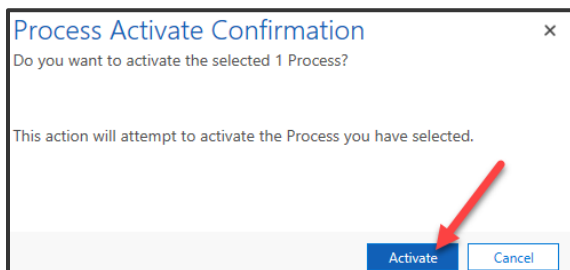 Process Activate Confirmation
Do you want to activate the selected 1 Process?
This action will attempt to activate the Process you have selected.
Activate Cancel